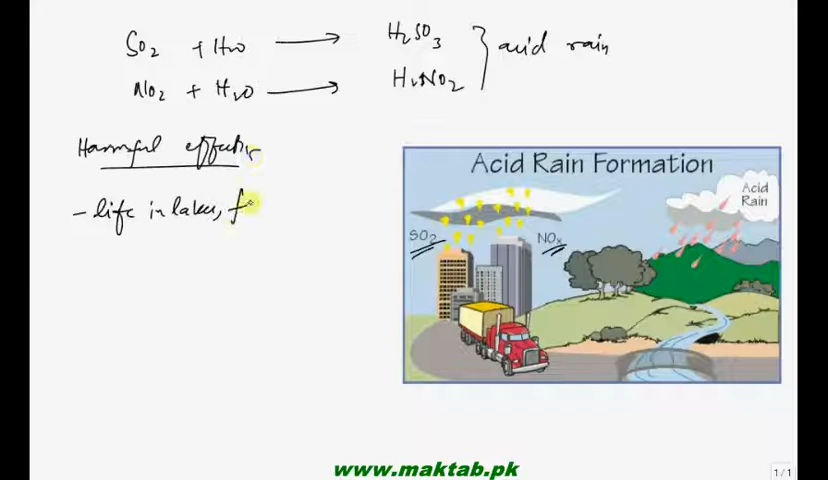 SO2 + H2O → H2SO3
NO2 + H2O → HNO2
} acid rain
Harmful effects
- life in lakes, f
Acid Rain Formation
Acid
Rain
SO2
NOx
www.maktab.pk
1/1